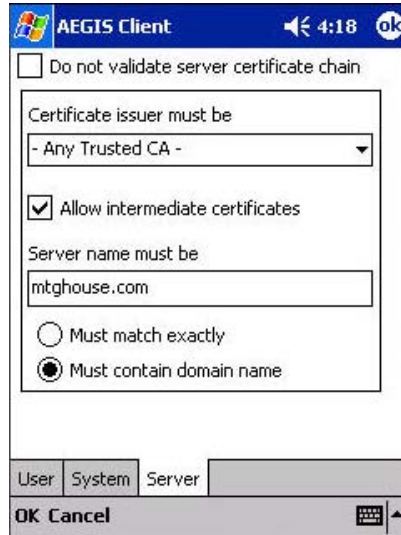 AEGIS Client 4:18 ok
Do not validate server certificate chain
Certificate issuer must be
- Any Trusted CA -
Allow intermediate certificates
Server name must be
mtghouse.com
Must match exactly
Must contain domain name
User System Server
OK Cancel